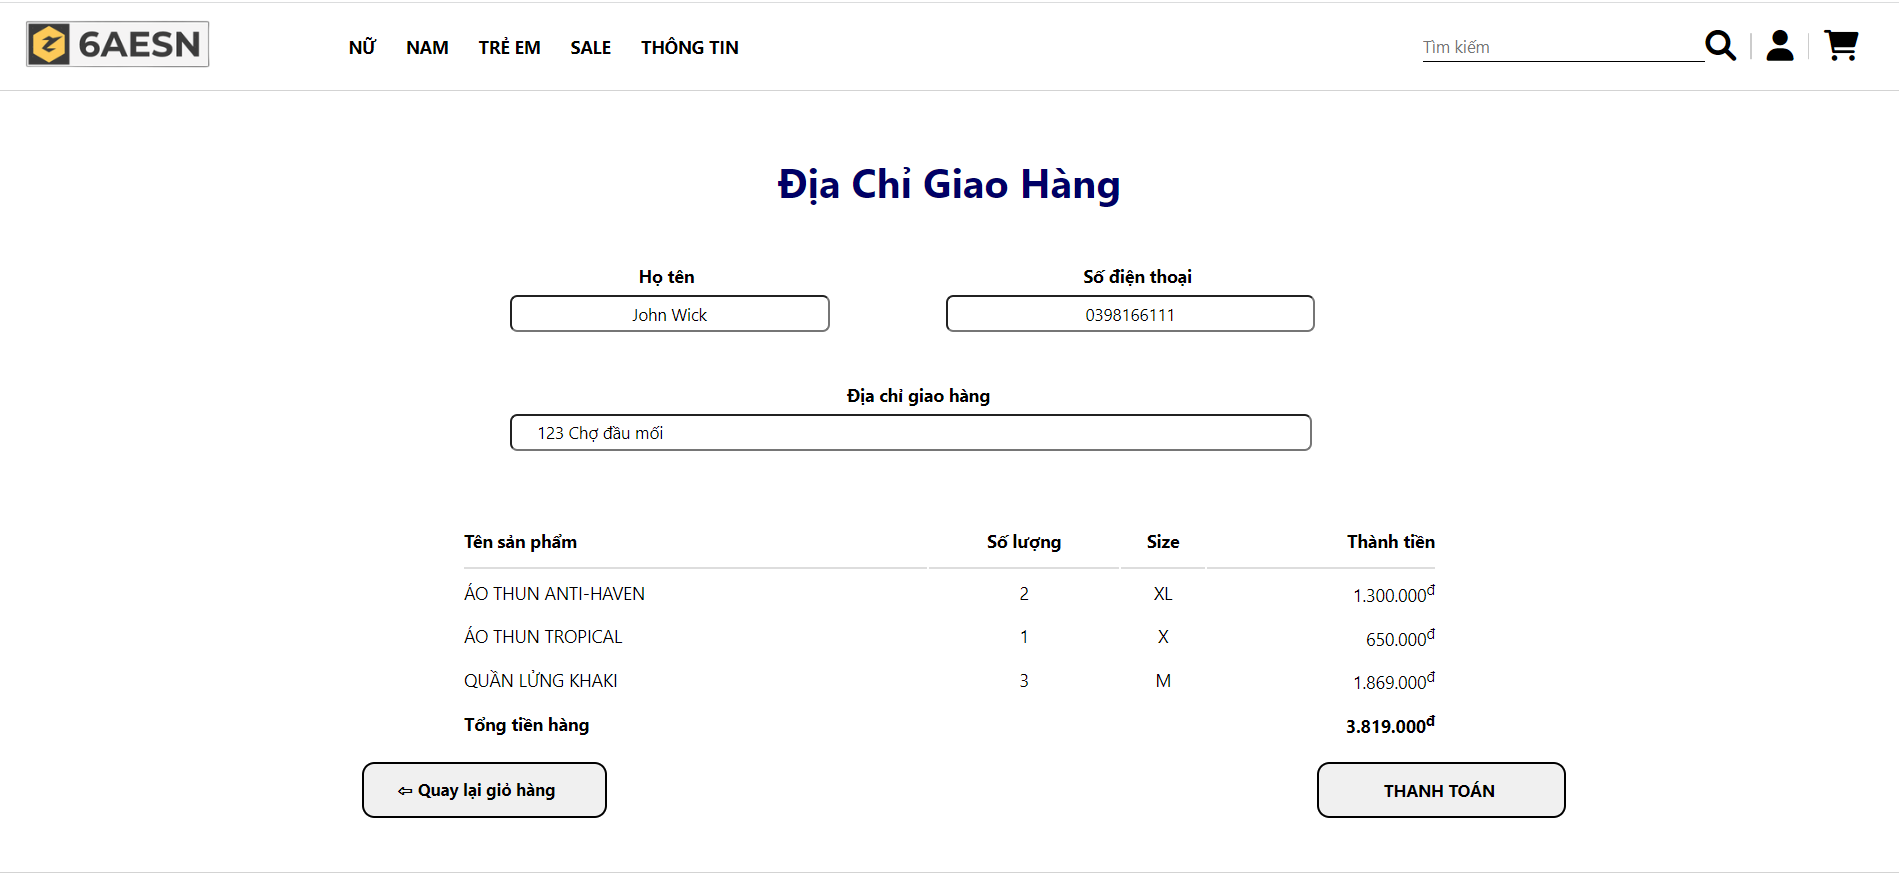 6AESN NỮ NAM TRẺ EM SALE THÔNG TIN Tìm kiếm
Địa Chỉ Giao Hàng
Họ tên Số điện thoại
John Wick 0398166111
Địa chỉ giao hàng
123 Chợ đầu mối
Tên sản phẩm Số lượng Size Thành tiền
ÁO THUN ANTI-HAVEN 2 XL 1.300.000đ
ÁO THUN TROPICAL 1 X 650.000đ
QUẦN LỬNG KHAKI 3 M 1.869.000đ
Tổng tiền hàng 3.819.000đ
⇦ Quay lại giỏ hàng THANH TOÁN